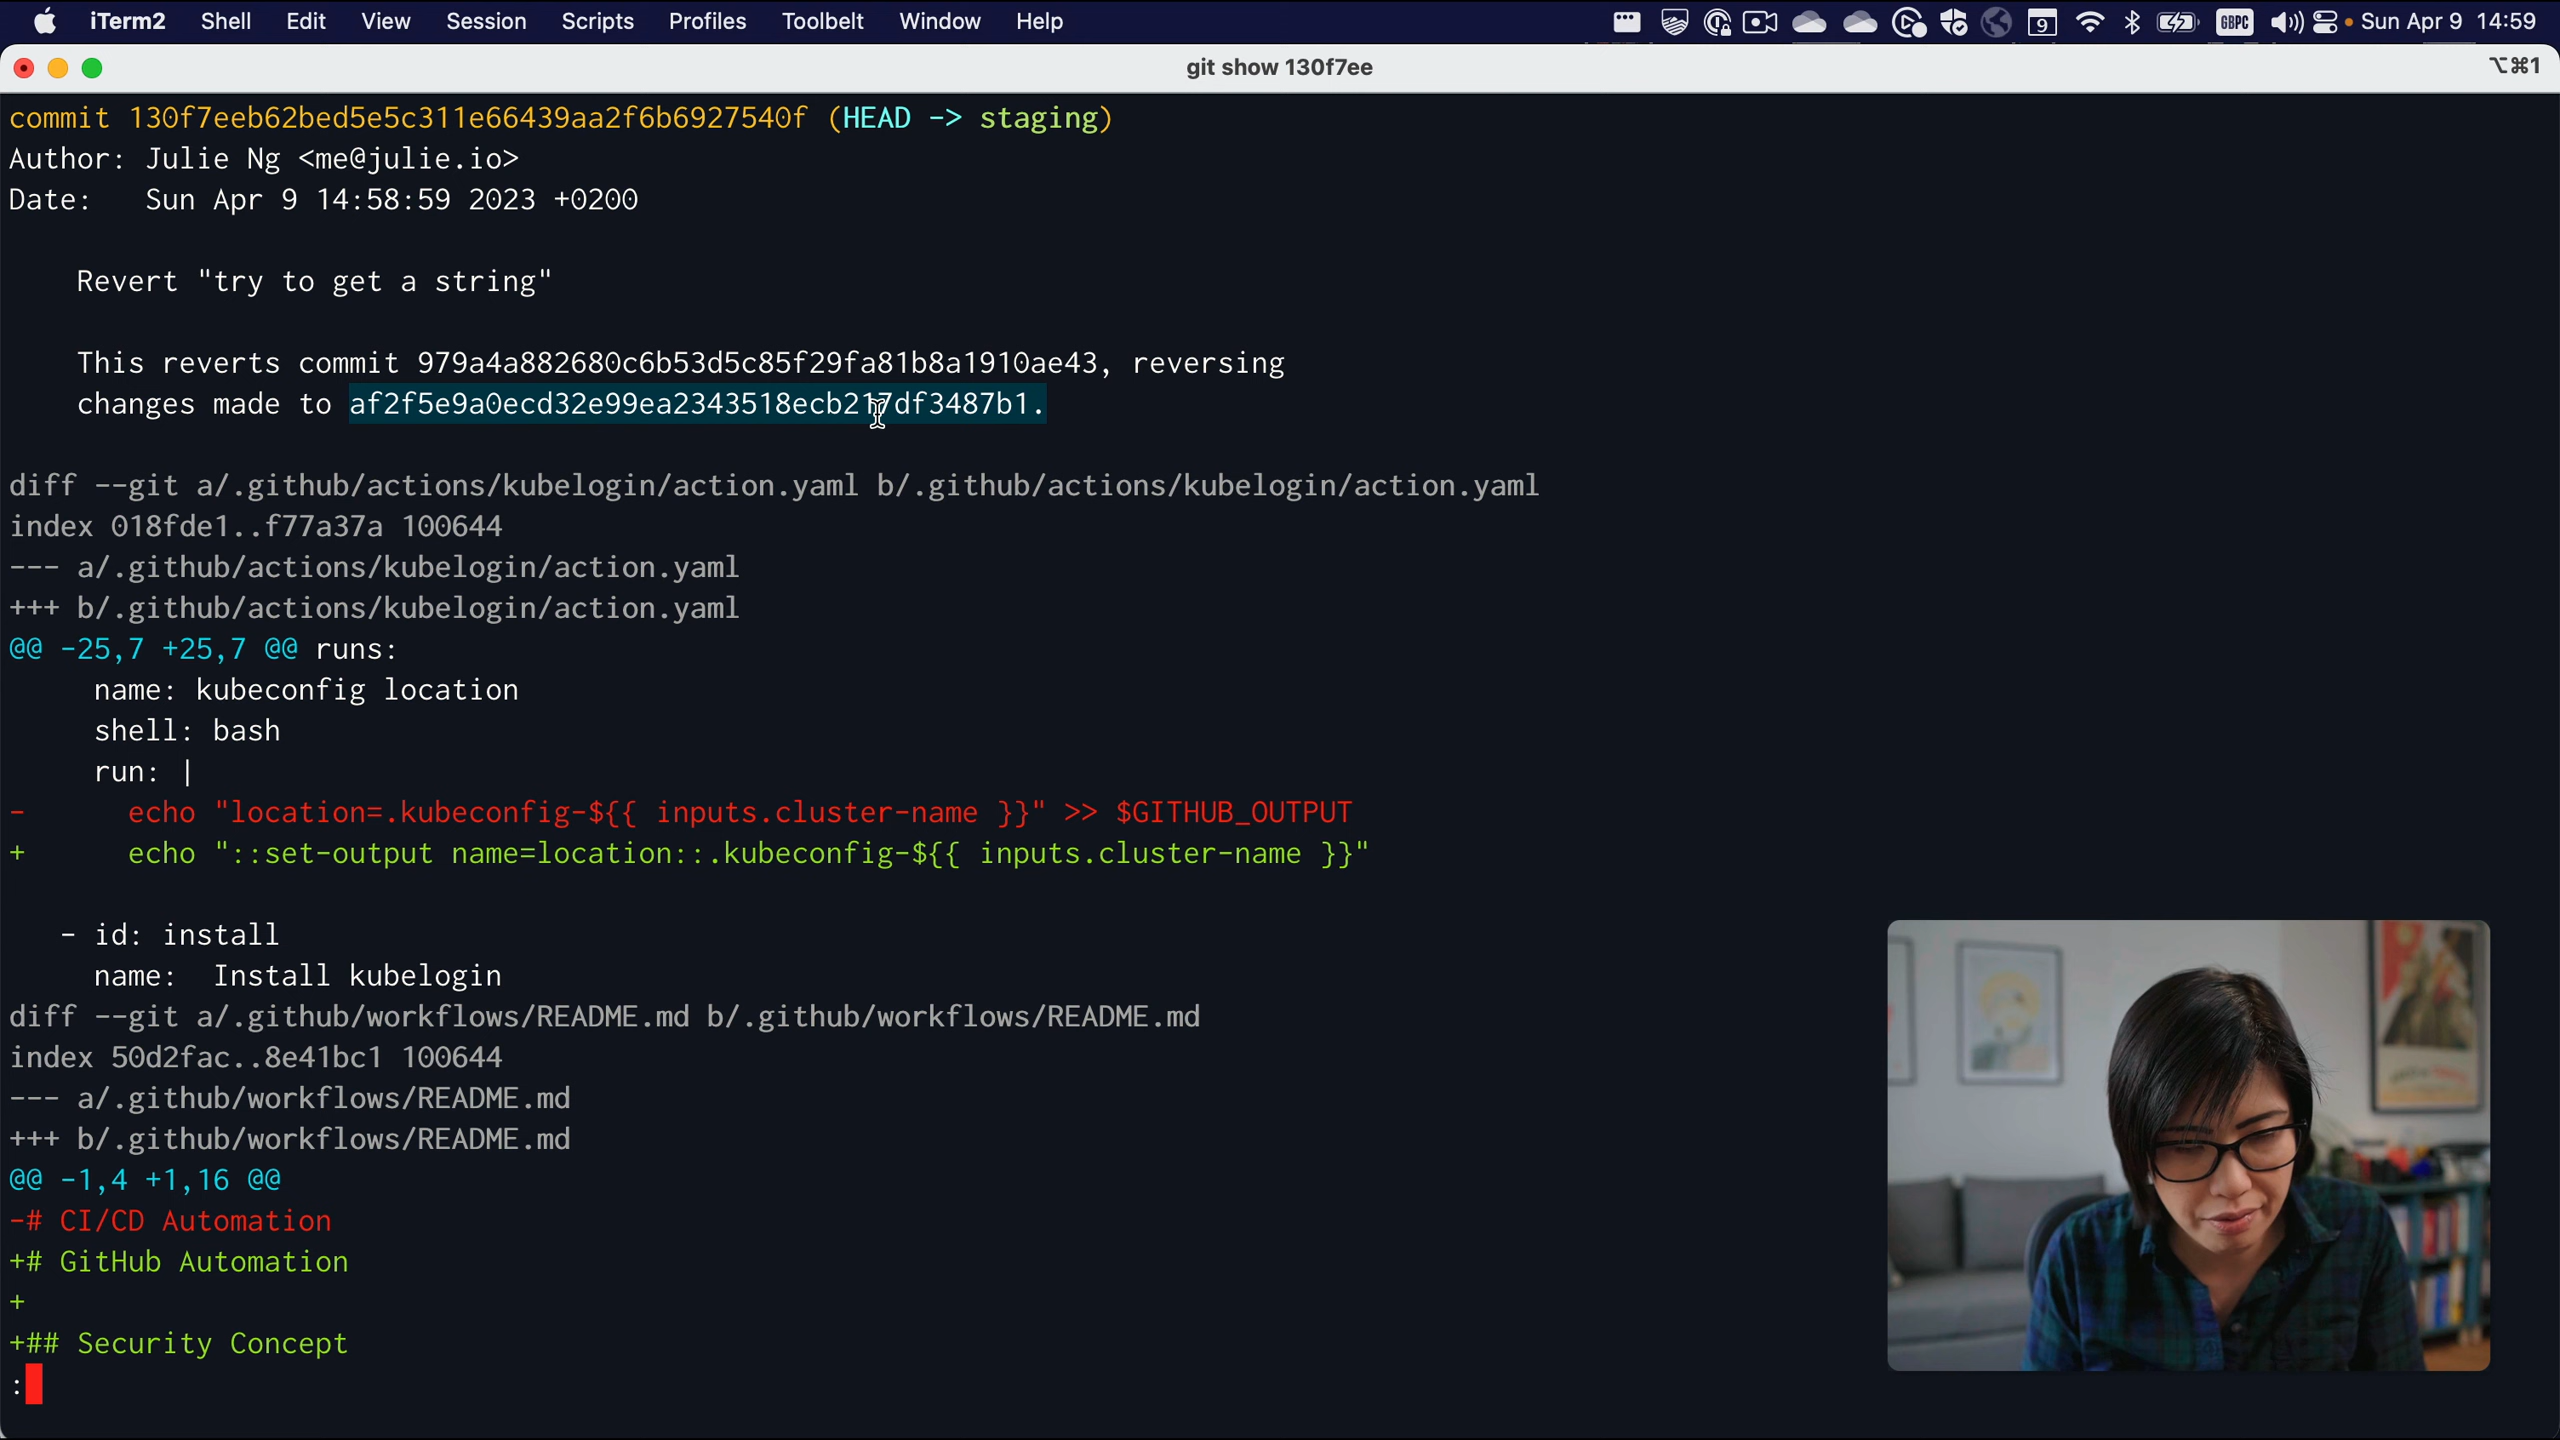 iTerm2 Shell Edit View Session Scripts Profiles Toolbelt Window Help 9 GBPC Sun Apr 9 14:59
git show 130f7ee ⌥⌘1
commit 130f7eeb62bed5e5c311e66439aa2f6b6927540f (HEAD -> staging)
Author: Julie Ng <me@julie.io>
Date:   Sun Apr 9 14:58:59 2023 +0200
    Revert "try to get a string"
    This reverts commit 979a4a882680c6b53d5c85f29fa81b8a1910ae43, reversing
    changes made to af2f5e9a0ecd32e99ea2343518ecb217df3487b1.
diff --git a/.github/actions/kubelogin/action.yaml b/.github/actions/kubelogin/action.yaml
index 018fde1..f77a37a 100644
--- a/.github/actions/kubelogin/action.yaml
+++ b/.github/actions/kubelogin/action.yaml
@@ -25,7 +25,7 @@ runs:
     name: kubeconfig location
     shell: bash
     run: |
-      echo "location=.kubeconfig-${{ inputs.cluster-name }}" >> $GITHUB_OUTPUT
+      echo "::set-output name=location::.kubeconfig-${{ inputs.cluster-name }}"
   - id: install
     name:  Install kubelogin
diff --git a/.github/workflows/README.md b/.github/workflows/README.md
index 50d2fac..8e41bc1 100644
--- a/.github/workflows/README.md
+++ b/.github/workflows/README.md
@@ -1,4 +1,16 @@
-# CI/CD Automation
+# GitHub Automation
+
+## Security Concept
: